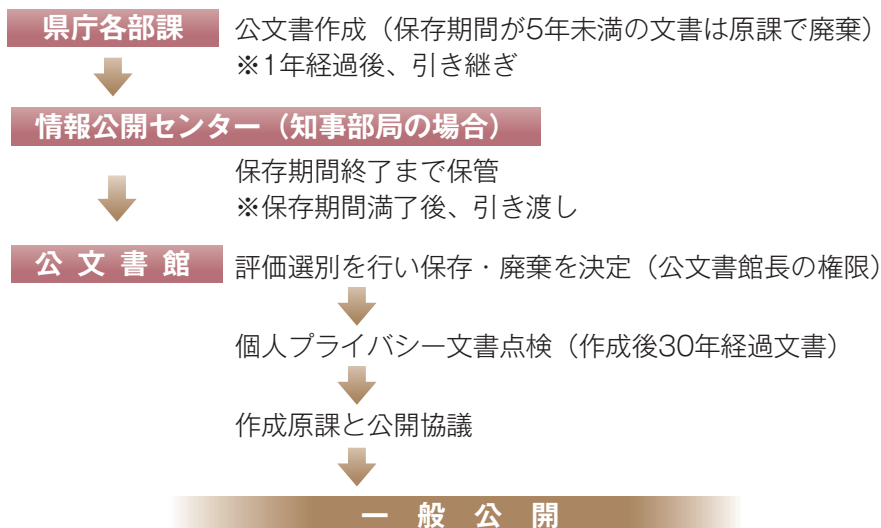 県庁各部課 公文書作成（保存期間が5年未満の文書は原課で廃棄）
※1年経過後、引き継ぎ
情報公開センター（知事部局の場合）
保存期間終了まで保管
※保存期間満了後、引き渡し
公文書館 評価選別を行い保存・廃棄を決定（公文書館長の権限）
個人プライバシー文書点検（作成後30年経過文書）
作成原課と公開協議
一般公開